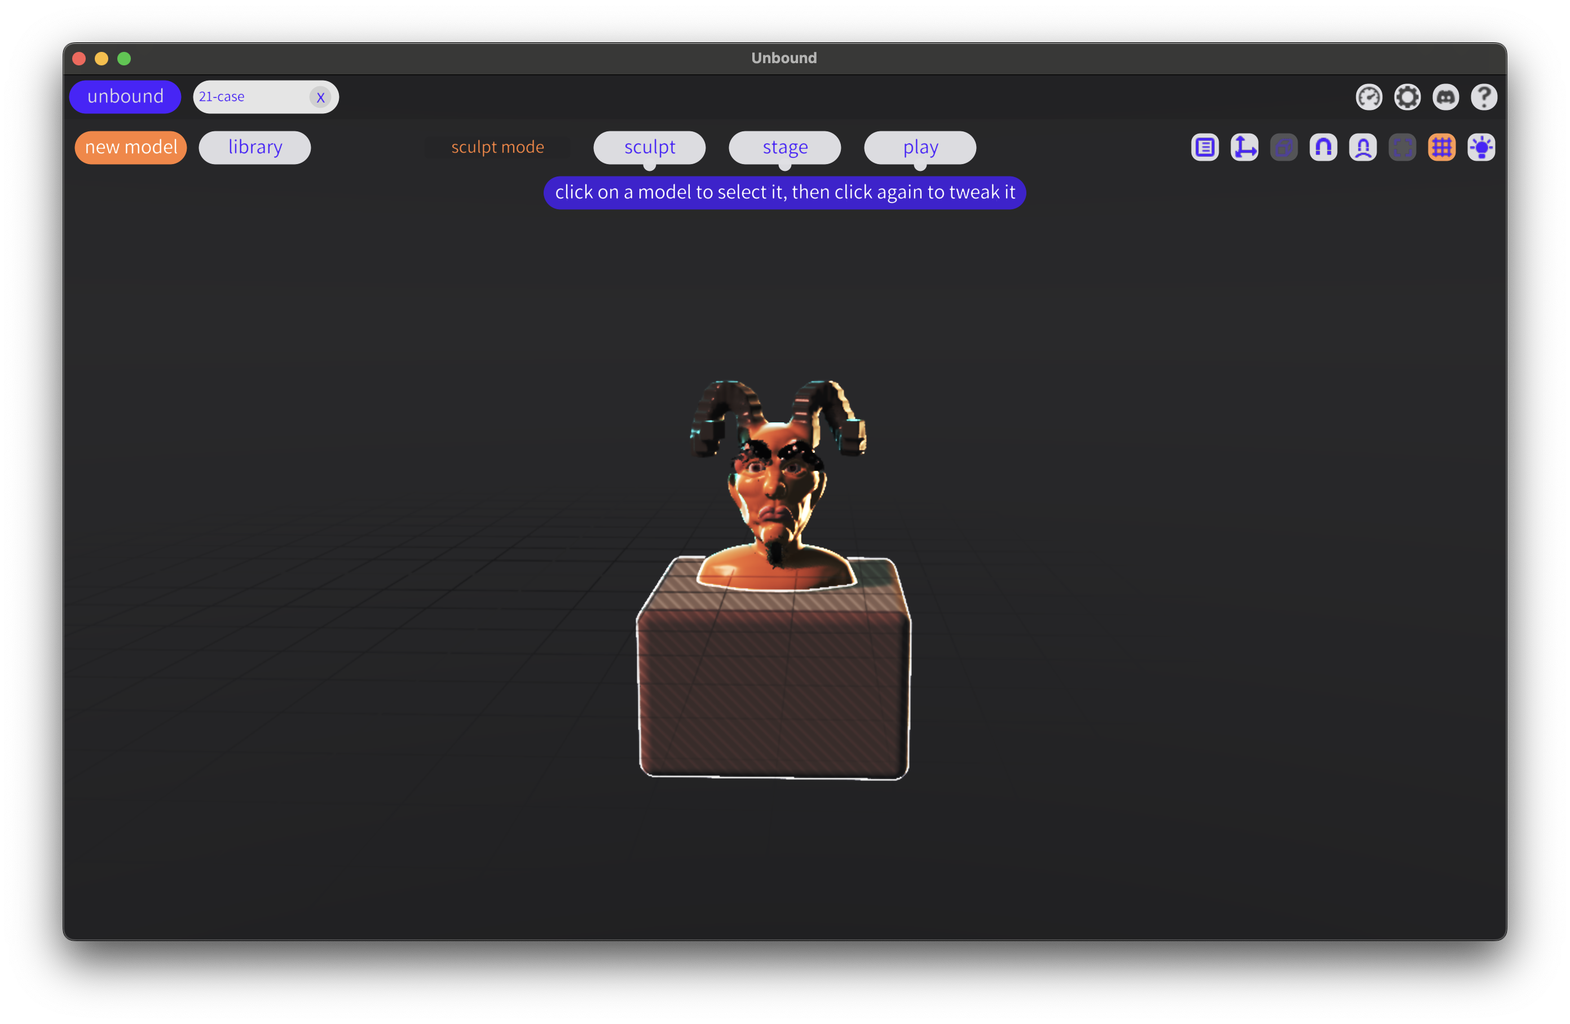 Unbound
unbound
21-case
X
?
new model
library
sculpt mode
sculpt
stage
play
click on a model to select it, then click again to tweak it